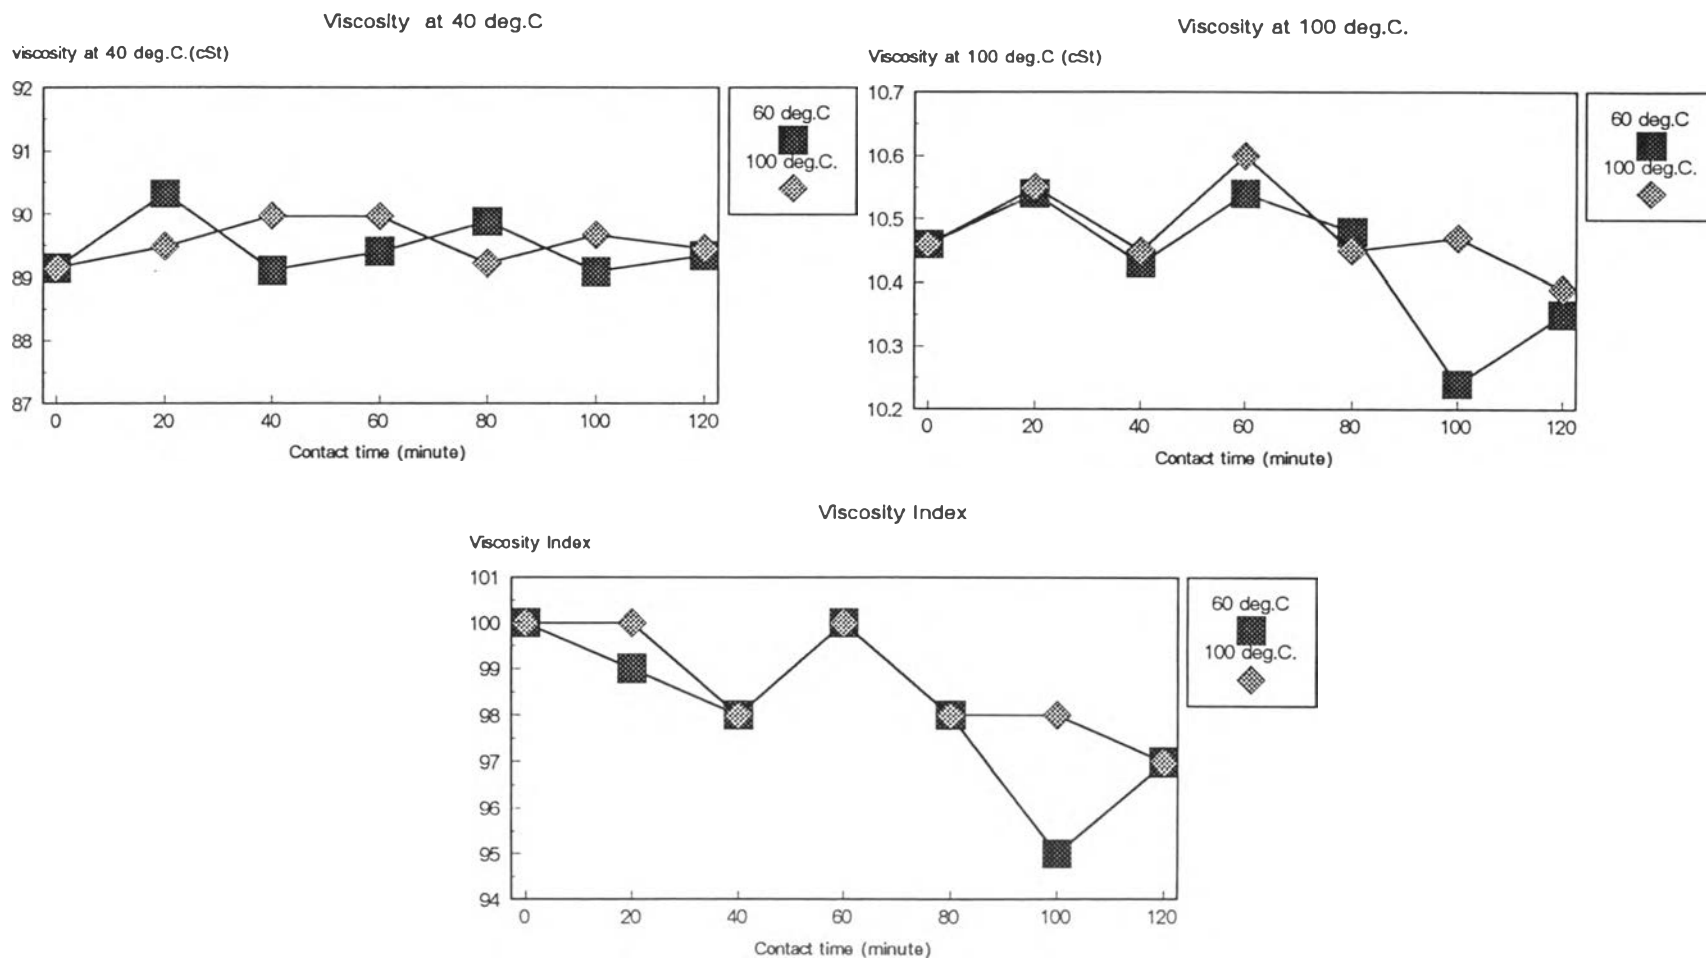 Viscosity at 40 deg.C
viscosity at 40 deg.C.(cSt)
92
91
90
89
88
87
0 20 40 60 80 100 120
Contact time (minute)
60 deg.C
100 deg.C.
Viscosity at 100 deg.C.
Viscosity at 100 deg.C (cSt)
10.7
10.6
10.5
10.4
10.3
10.2
0 20 40 60 80 100 120
Contact time (minute)
60 deg.C
100 deg.C.
Viscosity Index
Viscosity Index
101
100
99
98
97
96
95
94
0 20 40 60 80 100 120
Contact time (minute)
60 deg.C
100 deg.C.